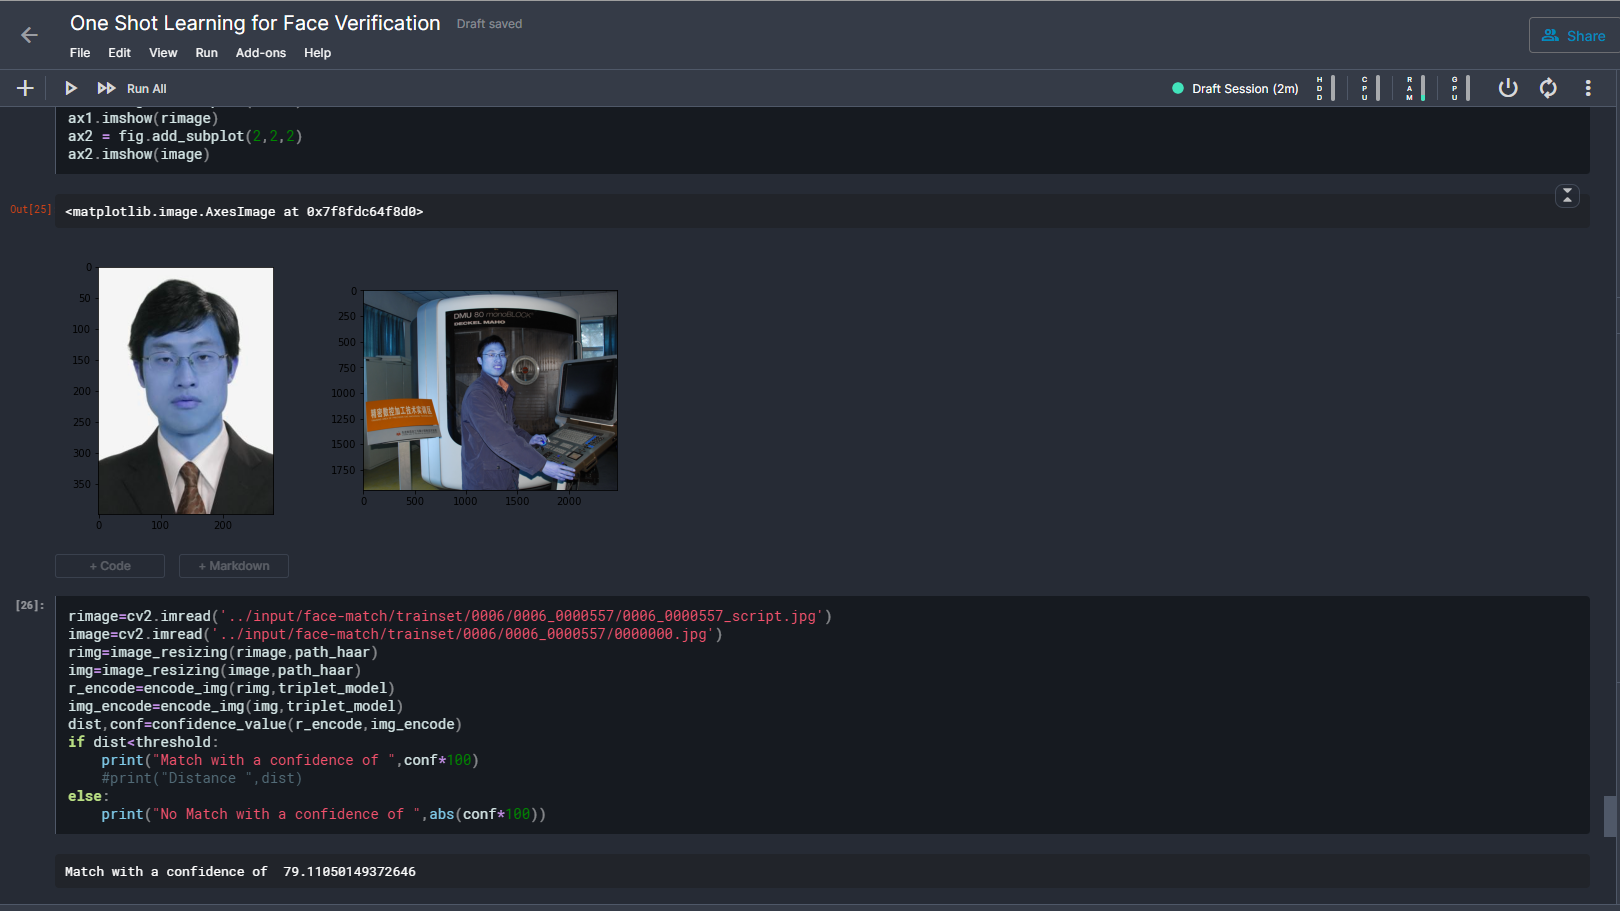 One Shot Learning for Face Verification
Draft saved
Share
File Edit View Run Add-ons Help
Run All
Draft Session (2m)
HDD
CPU
RAM
GPU
ax1.imshow(rimage)
ax2 = fig.add_subplot(2,2,2)
ax2.imshow(image)
Out[25]
<matplotlib.image.AxesImage at 0x7f8fdc64f8d0>
0
50
100
150
200
250
300
350
0 100 200
0
250
500
750
1000
1250
1500
1750
0 500 1000 1500 2000
DMU 80 monoBLOCK
DECKEL MAHO
+ Code
+ Markdown
[26]:
rimage=cv2.imread('../input/face-match/trainset/0006/0006_0000557/0006_0000557_script.jpg')
image=cv2.imread('../input/face-match/trainset/0006/0006_0000557/0000000.jpg')
rimg=image_resizing(rimage,path_haar)
img=image_resizing(image,path_haar)
r_encode=encode_img(rimg,triplet_model)
img_encode=encode_img(img,triplet_model)
dist,conf=confidence_value(r_encode,img_encode)
if dist<threshold:
    print("Match with a confidence of ",conf*100)
    #print("Distance ",dist)
else:
    print("No Match with a confidence of ",abs(conf*100))
Match with a confidence of  79.11050149372646